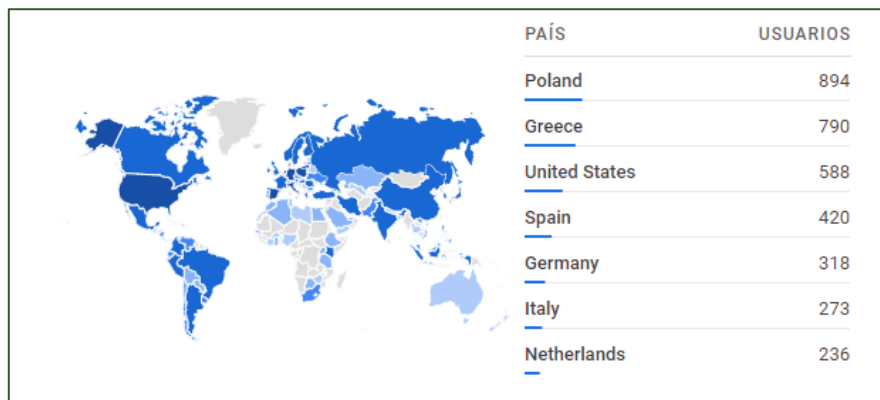 PAÍS USUARIOS
Poland 894
Greece 790
United States 588
Spain 420
Germany 318
Italy 273
Netherlands 236